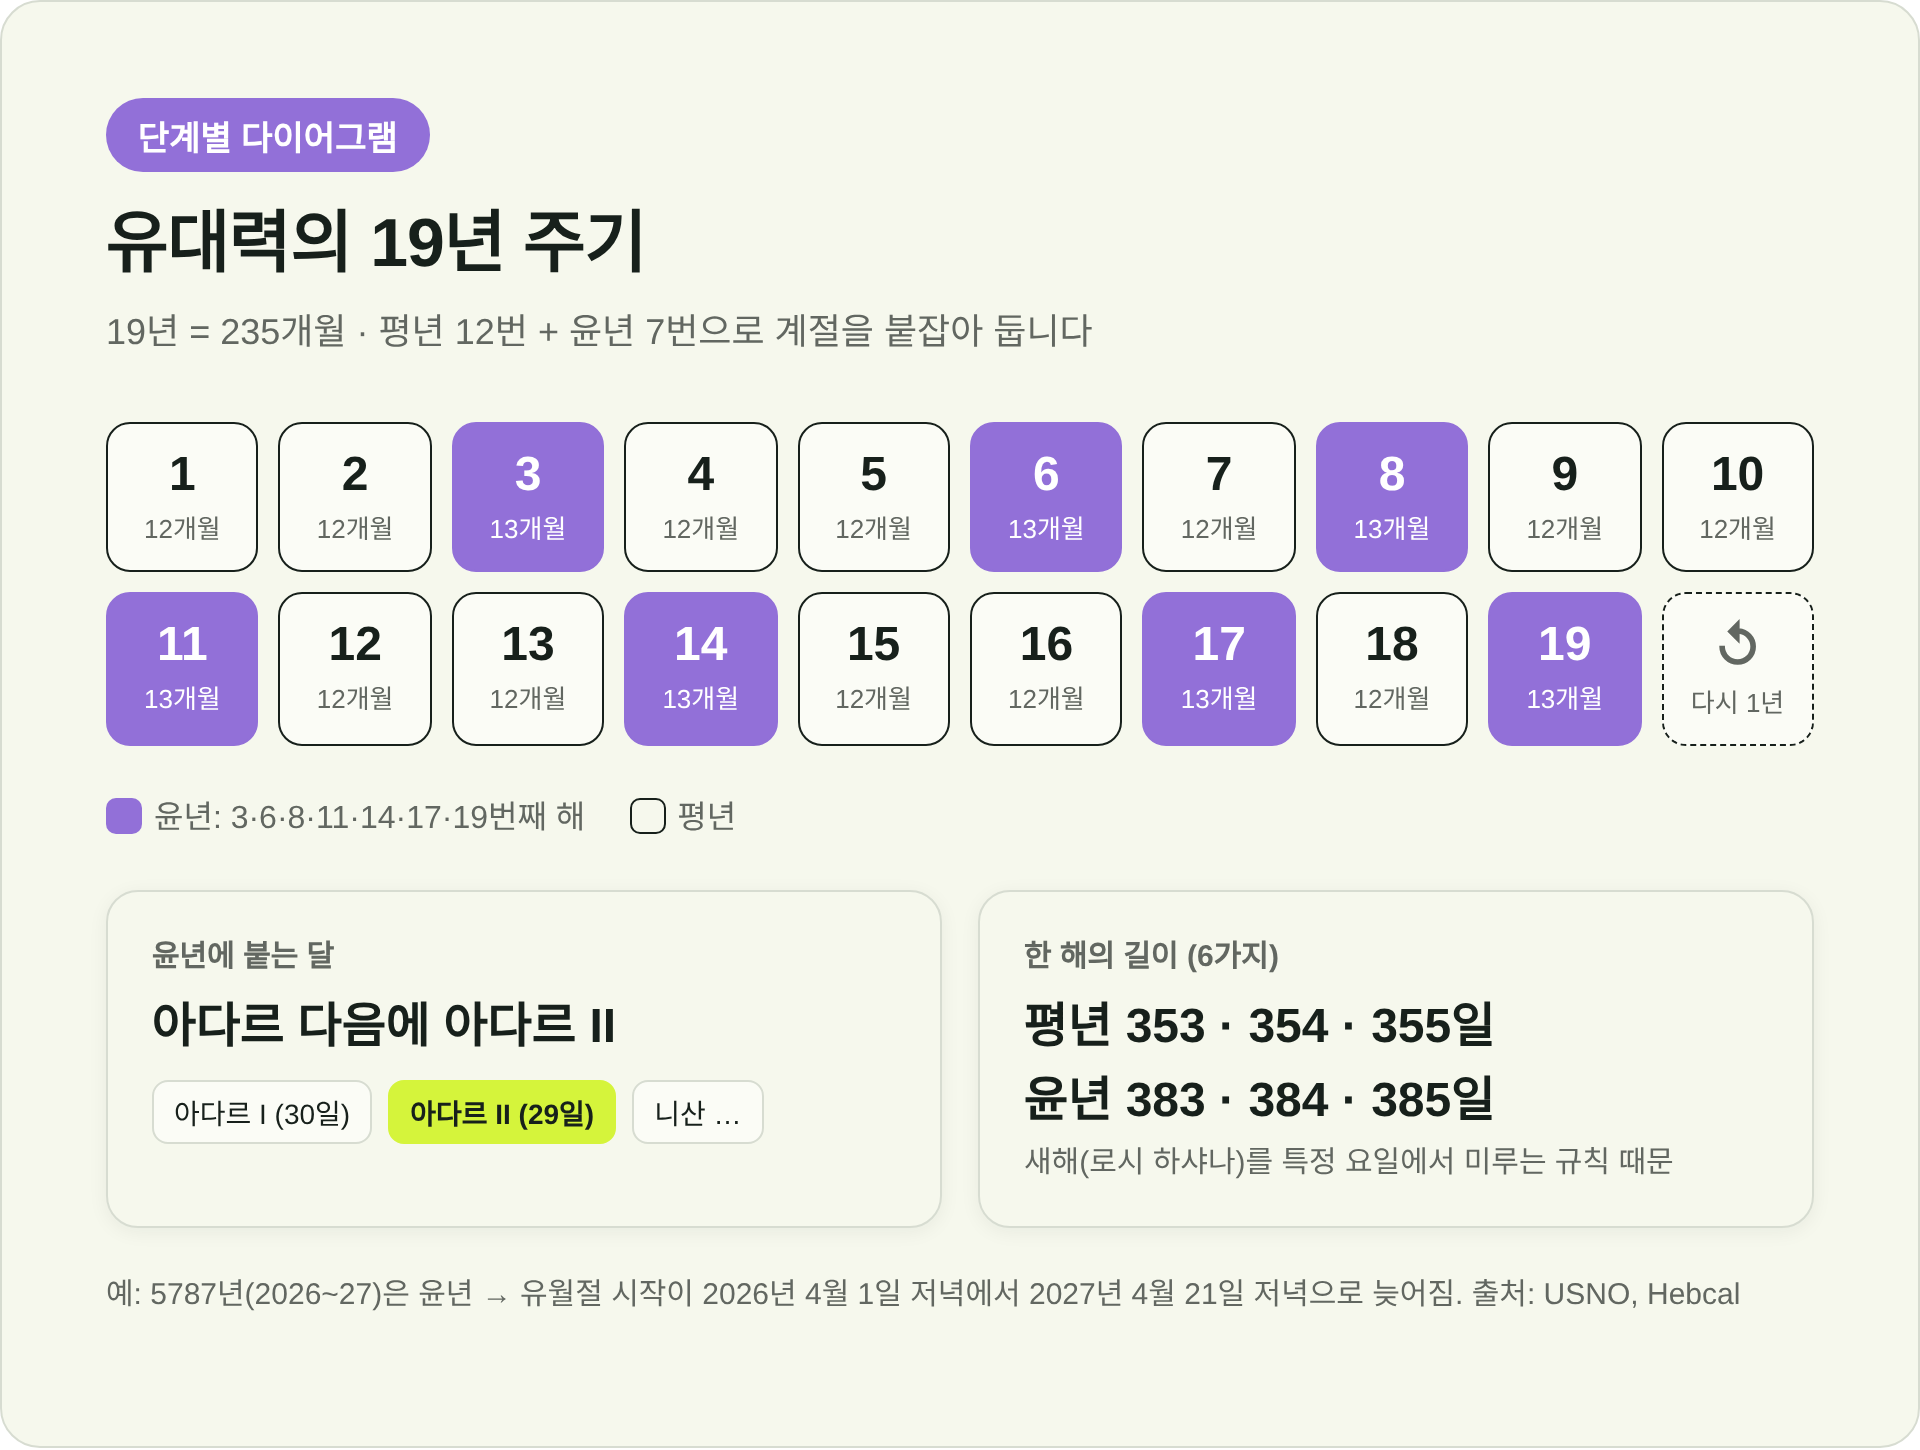 단계별 다이어그램
유대력의 19년 주기
19년 = 235개월 · 평년 12번 + 윤년 7번으로 계절을 붙잡아 둡니다
1 2 3 4 5 6 7 8 9 10
12개월 12개월 13개월 12개월 12개월 13개월 12개월 13개월 12개월 12개월
11 12 13 14 15 16 17 18 19
13개월 12개월 12개월 13개월 12개월 12개월 13개월 12개월 13개월 다시 1년
윤년: 3·6·8·11·14·17·19번째 해 평년
윤년에 붙는 달
아다르 다음에 아다르 II
아다르 I (30일) 아다르 II (29일) 니산 …
한 해의 길이 (6가지)
평년 353 · 354 · 355일
윤년 383 · 384 · 385일
새해(로시 하샤나)를 특정 요일에서 미루는 규칙 때문
예: 5787년(2026~27)은 윤년 → 유월절 시작이 2026년 4월 1일 저녁에서 2027년 4월 21일 저녁으로 늦어짐. 출처: USNO, Hebcal